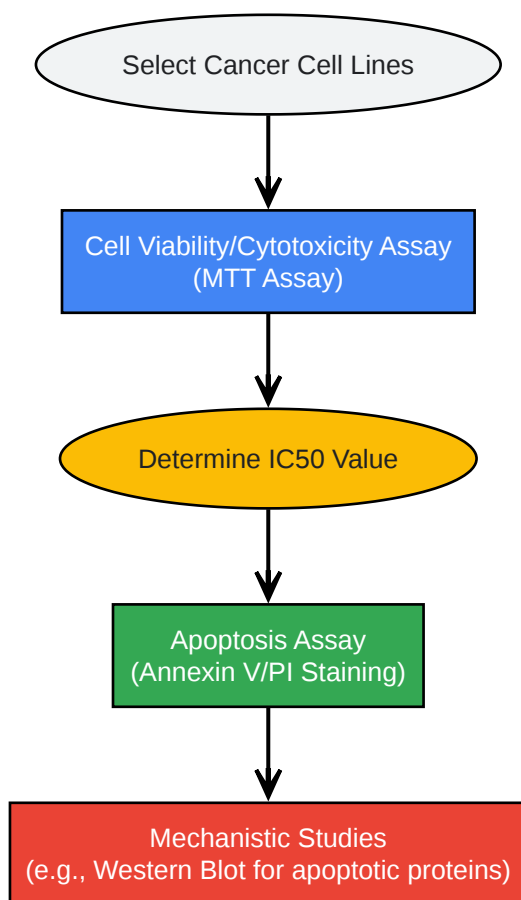 Select Cancer Cell Lines
Cell Viability/Cytotoxicity Assay
(MTT Assay)
Determine IC50 Value
Apoptosis Assay
(Annexin V/PI Staining)
Mechanistic Studies
(e.g., Western Blot for apoptotic proteins)